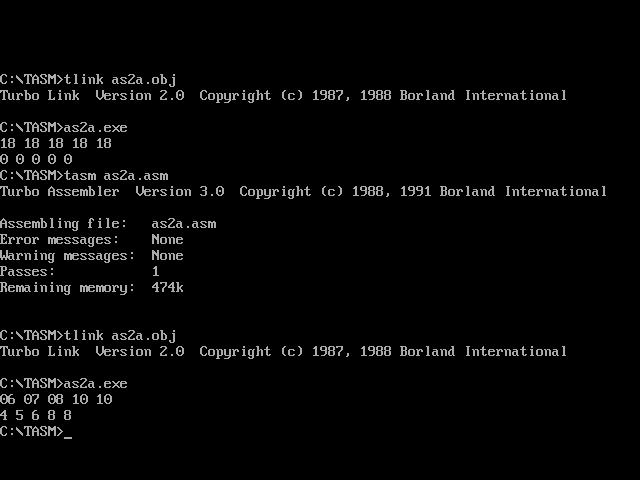 C:\TASM>tlink as2a.obj
Turbo Link  Version 2.0  Copyright (c) 1987, 1988 Borland International
C:\TASM>as2a.exe
18 18 18 18 18
0 0 0 0 0
C:\TASM>tasm as2a.asm
Turbo Assembler  Version 3.0  Copyright (c) 1988, 1991 Borland International
Assembling file:   as2a.asm
Error messages:    None
Warning messages:  None
Passes:            1
Remaining memory:  474k
C:\TASM>tlink as2a.obj
Turbo Link  Version 2.0  Copyright (c) 1987, 1988 Borland International
C:\TASM>as2a.exe
06 07 08 10 10
4 5 6 8 8
C:\TASM>_